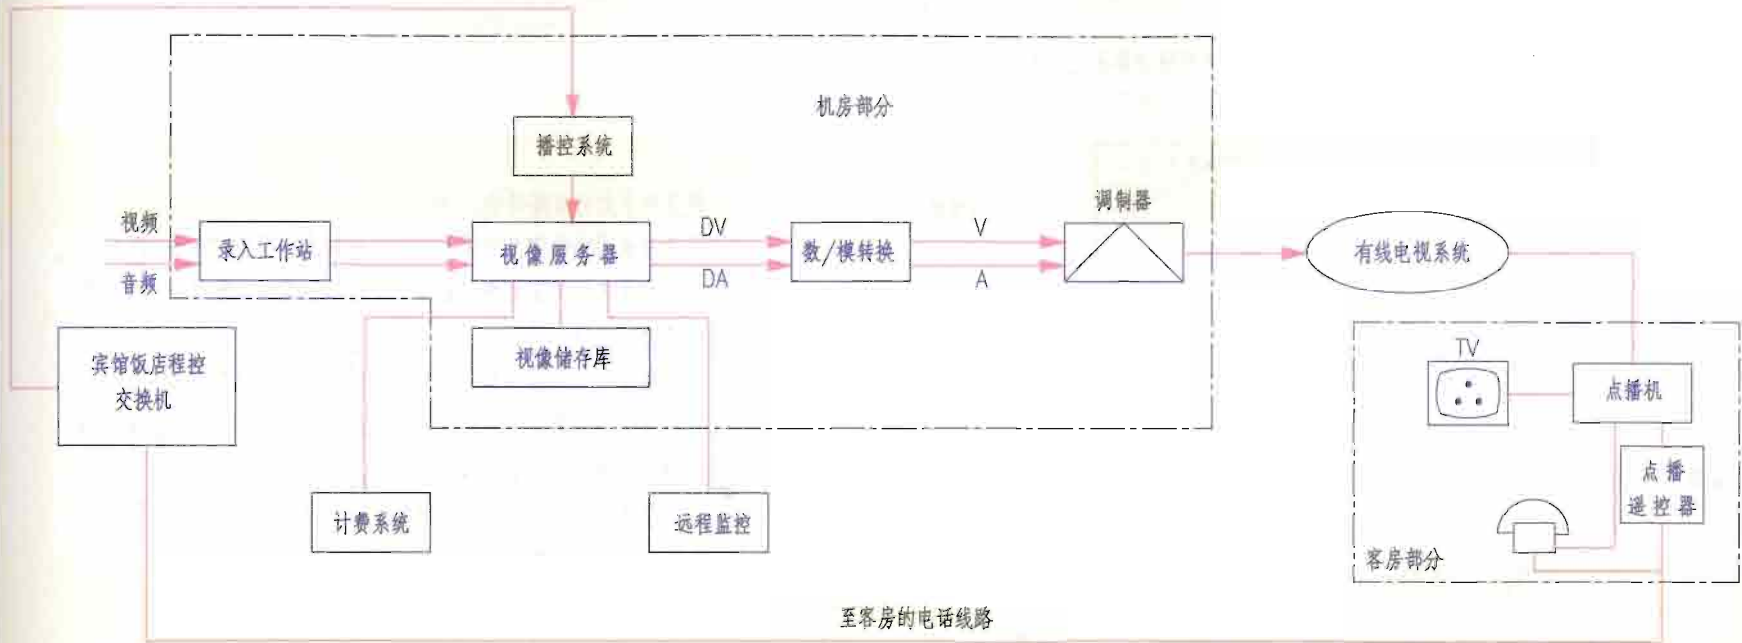 机房部分
播控系统
视频
音频
录入工作站
视像服务器
DV
DA
数/模转换
V
A
调制器
有线电视系统
宾馆饭店程控
交换机
视像储存库
TV
点播机
点播
遥控器
计费系统
远程监控
客房部分
至客房的电话线路